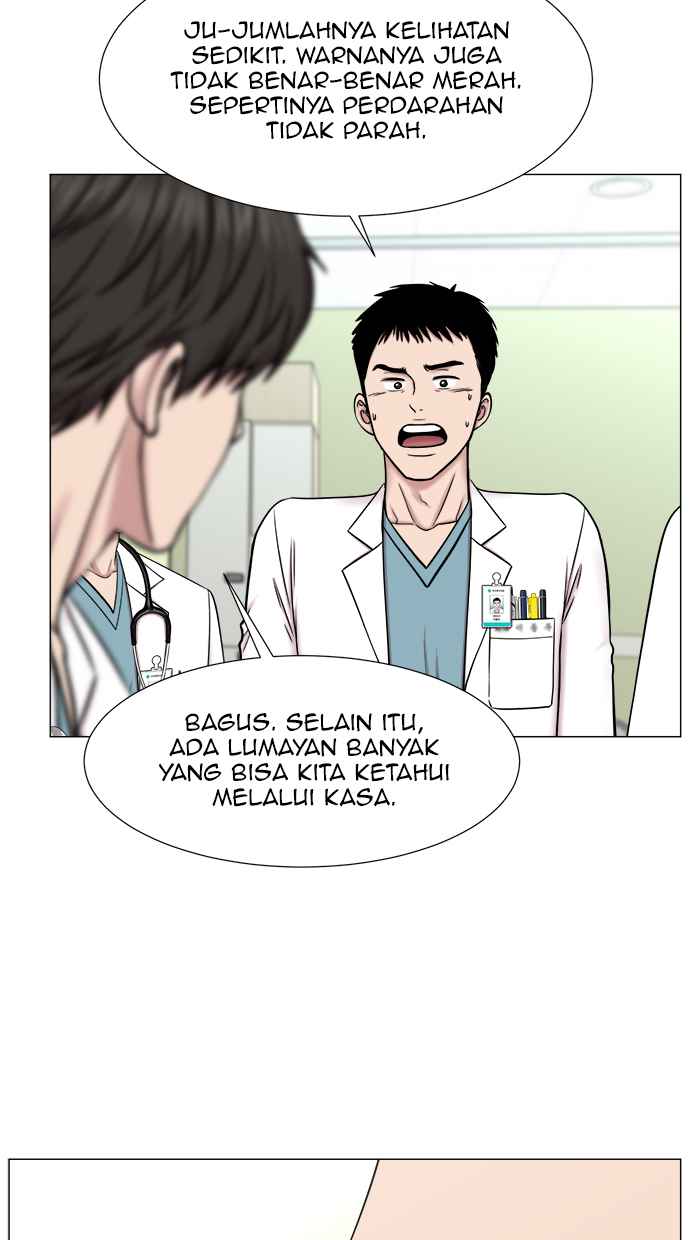 JU-JUMLAHNYA KELIHATAN
SEDIKIT. WARNANYA JUGA
TIDAK BENAR-BENAR MERAH.
SEPERTINYA PERDARAHAN
TIDAK PARAH.
BAGUS. SELAIN ITU,
ADA LUMAYAN BANYAK
YANG BISA KITA KETAHUI
MELALUI KASA.